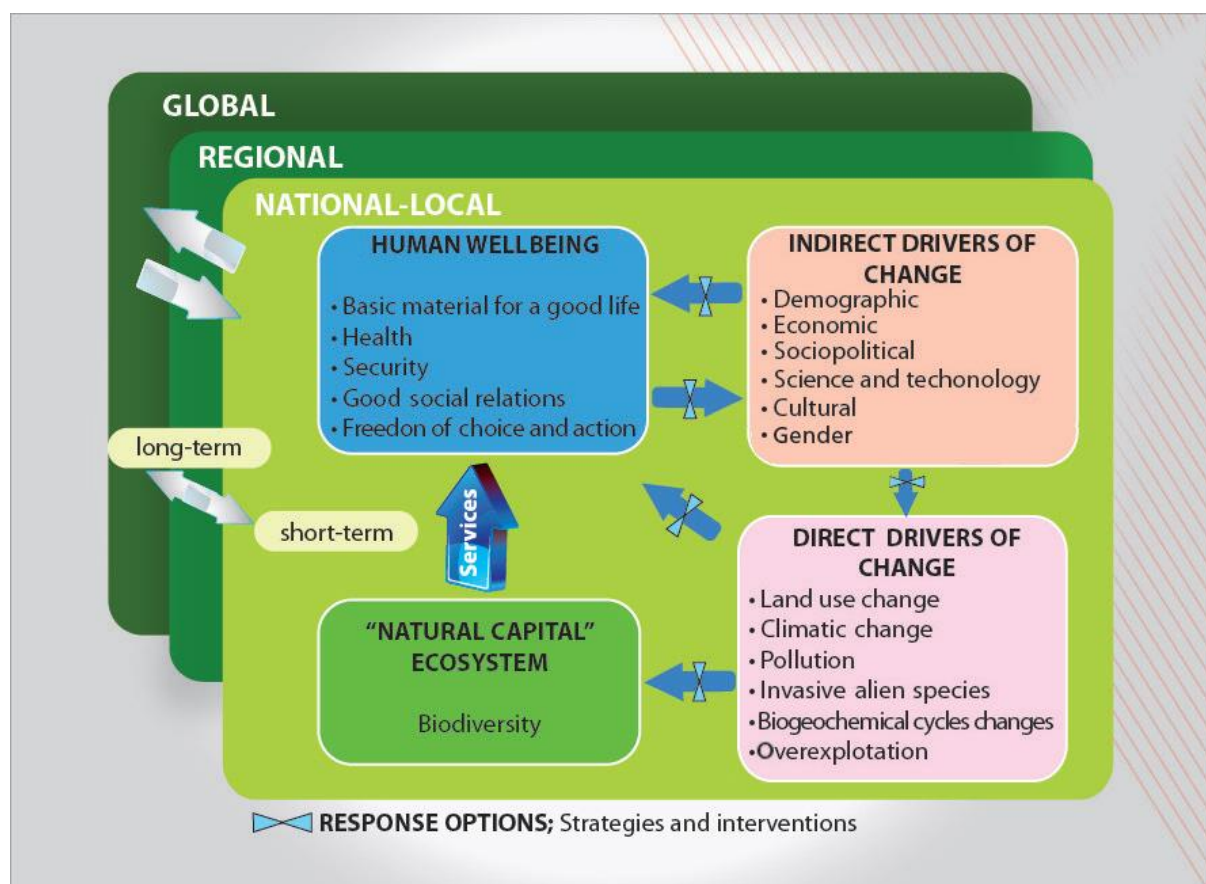 GLOBAL
REGIONAL
NATIONAL-LOCAL
HUMAN WELLBEING
• Basic material for a good life
• Health
• Security
• Good social relations
• Freedon of choice and action
INDIRECT DRIVERS OF
CHANGE
• Demographic
• Economic
• Sociopolitical
• Science and techonology
• Cultural
• Gender
long-term
short-term
Services
"NATURAL CAPITAL"
ECOSYSTEM
Biodiversity
DIRECT DRIVERS OF
CHANGE
• Land use change
• Climatic change
• Pollution
• Invasive alien species
• Biogeochemical cycles changes
• Overexplotation
RESPONSE OPTIONS; Strategies and interventions